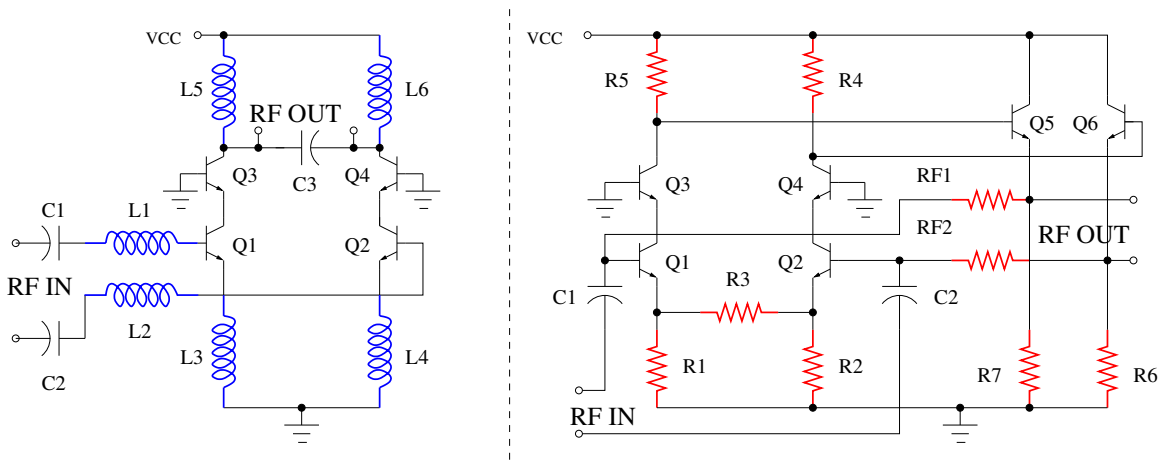 VCC
L5
L6
RF OUT
Q3
C3
Q4
C1
L1
Q1
Q2
RF IN
L2
C2
L3
L4
VCC
R5
R4
Q5
Q6
Q3
Q4
RF1
RF2
RF OUT
Q1
Q2
C1
R3
C2
R1
R2
R7
R6
RF IN